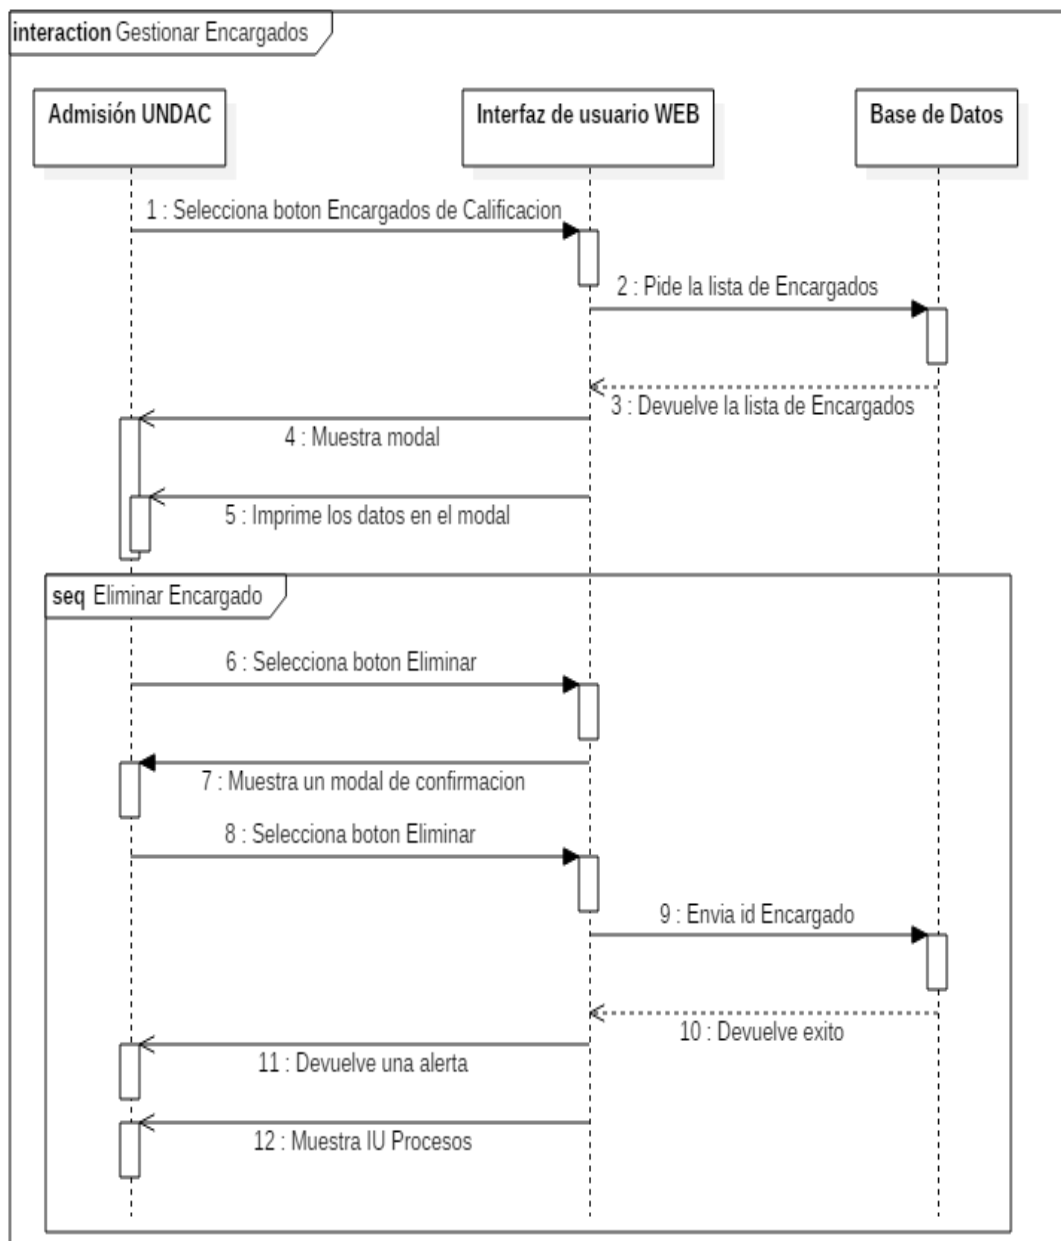 interaction Gestionar Encargados
Admisión UNDAC
Interfaz de usuario WEB
Base de Datos
1 : Selecciona boton Encargados de Calificacion
2 : Pide la lista de Encargados
3 : Devuelve la lista de Encargados
4 : Muestra modal
5 : Imprime los datos en el modal
seq Eliminar Encargado
6 : Selecciona boton Eliminar
7 : Muestra un modal de confirmacion
8 : Selecciona boton Eliminar
9 : Envia id Encargado
10 : Devuelve exito
11 : Devuelve una alerta
12 : Muestra IU Procesos